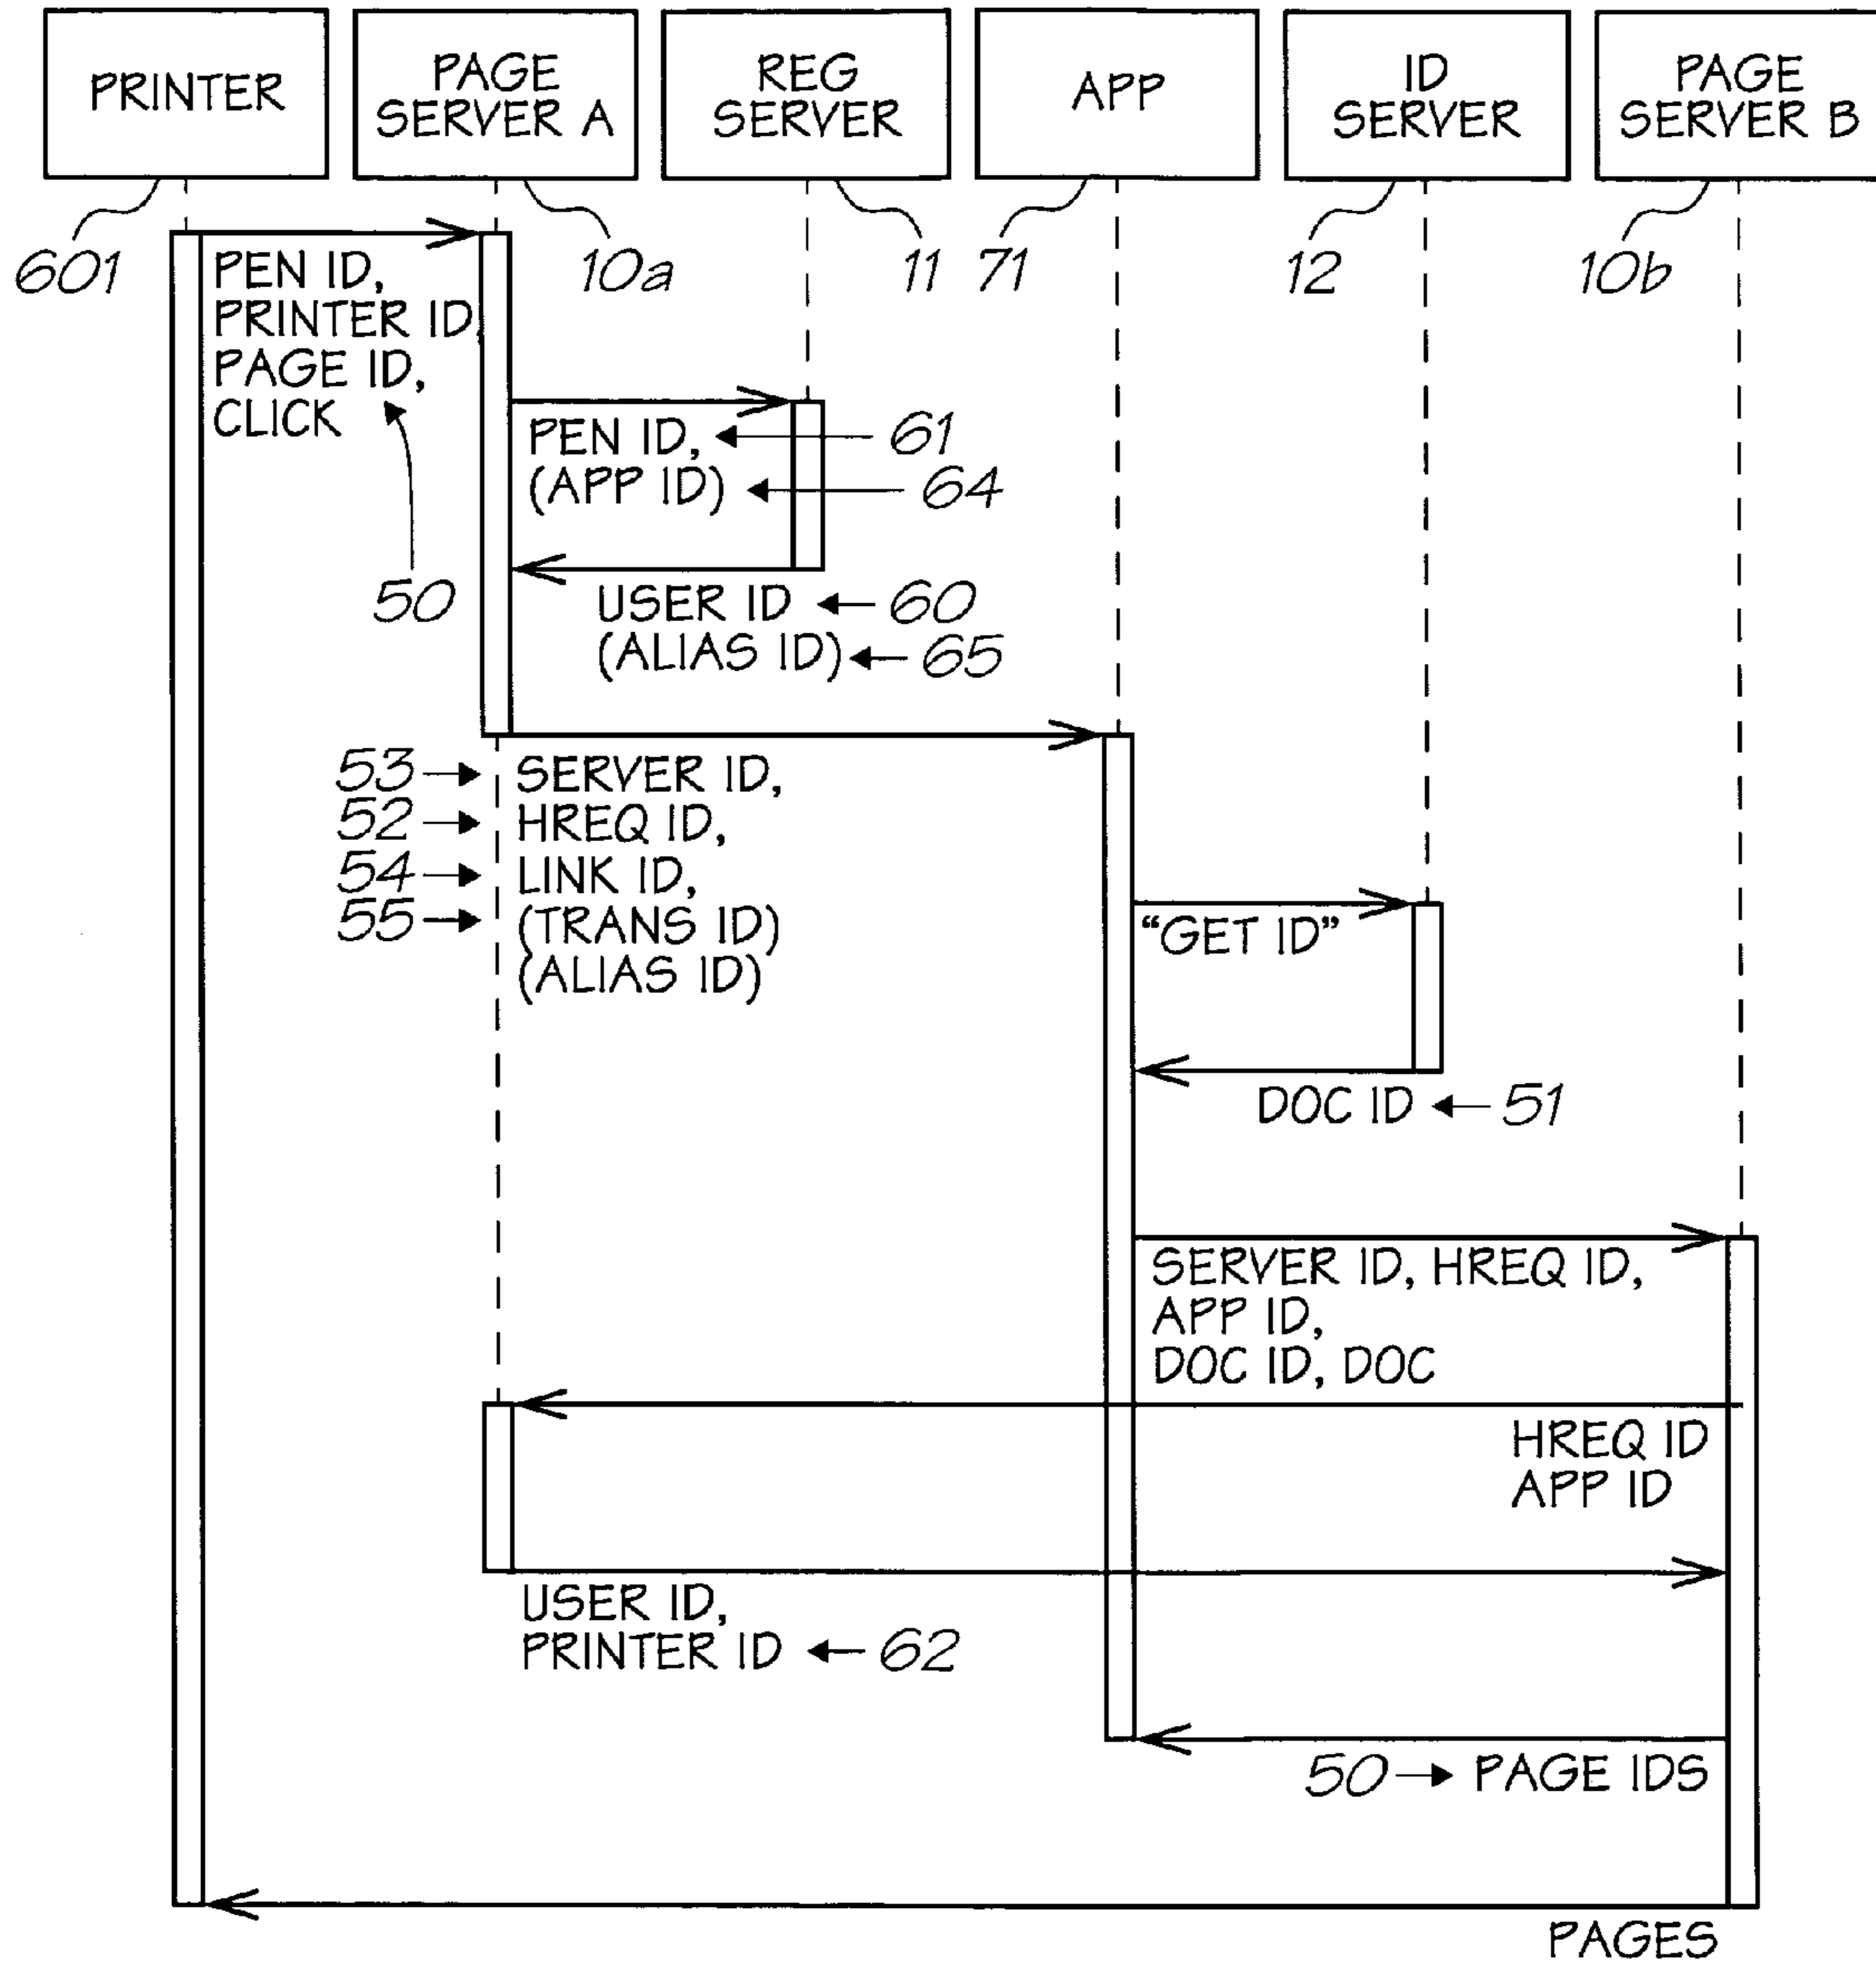 PRINTER
PAGE
SERVER A
REG
SERVER
APP
ID
SERVER
PAGE
SERVER B
601
10a
11
71
12
10b
PEN ID,
PRINTER ID
PAGE ID,
CLICK
50
PEN ID,
61
(APP ID)
64
USER ID
60
(ALIAS ID)
65
53
SERVER ID,
52
HREQ ID,
54
LINK ID,
55
(TRANS ID)
(ALIAS ID)
"GET ID"
DOC ID
51
SERVER ID, HREQ ID,
APP ID,
DOC ID, DOC
HREQ ID
APP ID
USER ID,
PRINTER ID
62
50
PAGE IDS
PAGES